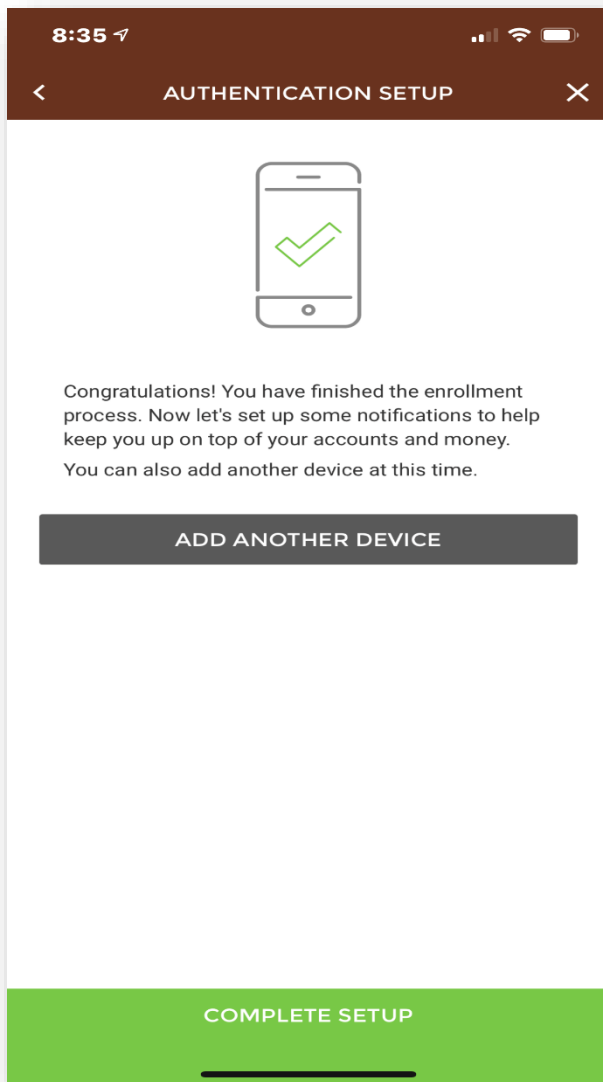 8:35
AUTHENTICATION SETUP
Congratulations! You have finished the enrollment
process. Now let's set up some notifications to help
keep you up on top of your accounts and money.
You can also add another device at this time.
ADD ANOTHER DEVICE
COMPLETE SETUP